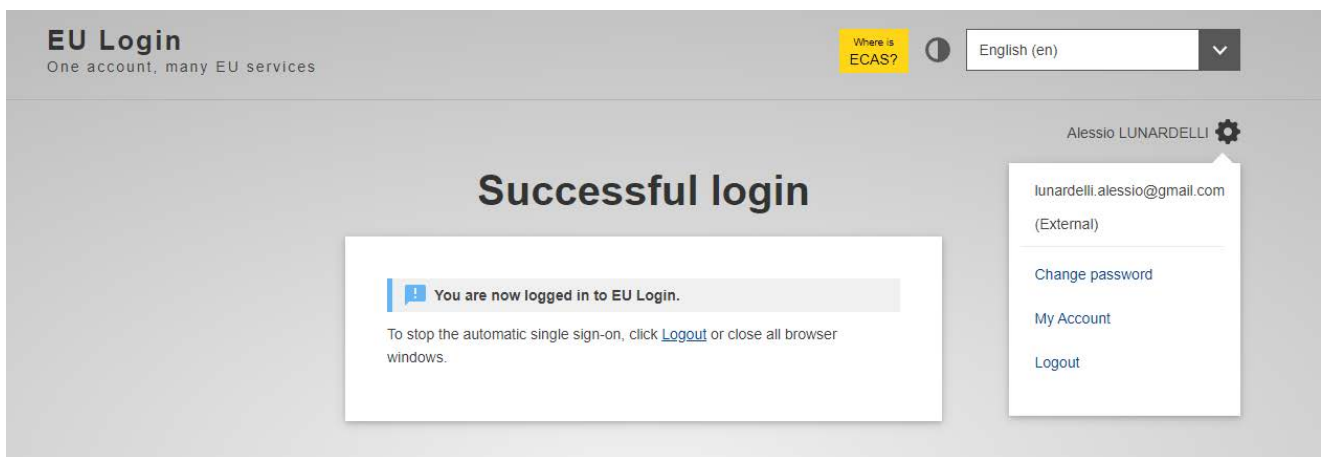 EU Login
One account, many EU services
Where is
ECAS?
English (en)
Alessio LUNARDELLI
Successful login
lunardelli.alessio@gmail.com
(External)
Change password
My Account
Logout
You are now logged in to EU Login.
To stop the automatic single sign-on, click Logout or close all browser
windows.